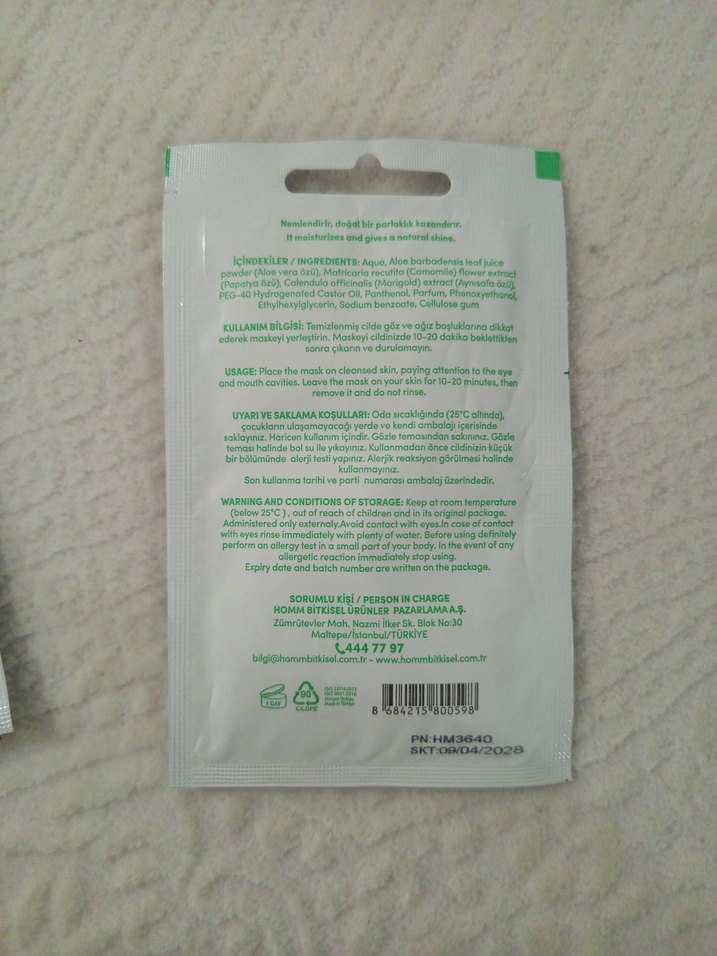 Nemlendirir, doğal bir parlaklık kazandırır.
It moisturizes and gives a natural shine.
İÇİNDEKİLER / INGREDIENTS: Aqua, Aloe barbadensis leaf juice
powder (Aloe vera özü), Matricaria recutita (Camomile) flower extract
(Papatya özü), Calendula officinalis (Marigold) extract (Aynısafa özü),
PEG-40 Hydrogenated Castor Oil, Panthenol, Parfum, Phenoxyethanol,
Ethylhexylglycerin, Sodium benzoate, Cellulose gum
KULLANIM BİLGİSİ: Temizlenmiş cilde göz ve ağız boşluklarına dikkat
ederek maskeyi yerleştirin. Maskeyi cildinizde 10-20 dakika beklettikten
sonra çıkarın ve durulamayın.
USAGE: Place the mask on cleansed skin, paying attention to the eye
and mouth cavities. Leave the mask on your skin for 10-20 minutes, then
remove it and do not rinse.
UYARI VE SAKLAMA KOŞULLARI: Oda sıcaklığında (25°C altında),
çocukların ulaşamayacağı yerde ve kendi ambalajı içerisinde
saklayınız. Haricen kullanım içindir. Gözle temasından sakınınız. Gözle
teması halinde bol su ile yıkayınız. Kullanmadan önce cildinizin küçük
bir bölümünde alerji testi yapınız. Alerjik reaksiyon görülmesi halinde
kullanmayınız.
Son kullanma tarihi ve parti numarası ambalaj üzerindedir.
WARNING AND CONDITIONS OF STORAGE: Keep at room temperature
(below 25°C ) , out of reach of children and in its original package.
Administered only externaly.Avoid contact with eyes.In case of contact
with eyes rinse immediately with plenty of water. Before using definitely
perform an allergy test in a small part of your body. In the event of any
allergetic reaction immediately stop using.
Expiry date and batch number are written on the package.
SORUMLU KİŞİ / PERSON IN CHARGE
HOMM BİTKİSEL ÜRÜNLER PAZARLAMA A.Ş.
Zümrütevler Mah. Nazmi İlker Sk. Blok No:30
Maltepe/İstanbul/TÜRKİYE
444 77 97
bilgi@hommbitkisel.com.tr - www.hommbitkisel.com.tr
1 DAY
90
C/LDPE
ISO 22716:2013
ISO 9001:2015
Menşei Türkiye
Made in Türkiye
8 684215 800598
PN:HM3640
SKT:09/04/2028